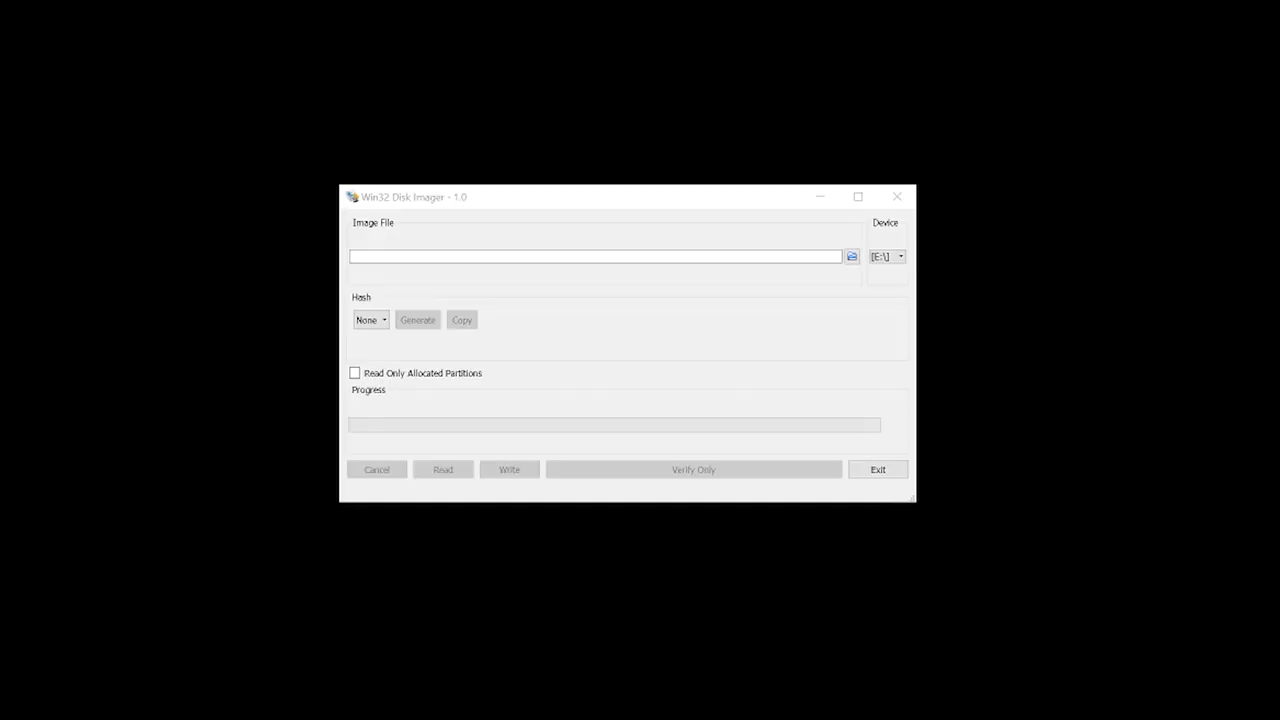 Win32 Disk Imager - 1.0
Image File
Device
[E:\]
Hash
None
Generate
Copy
Read Only Allocated Partitions
Progress
Cancel
Read
Write
Verify Only
Exit